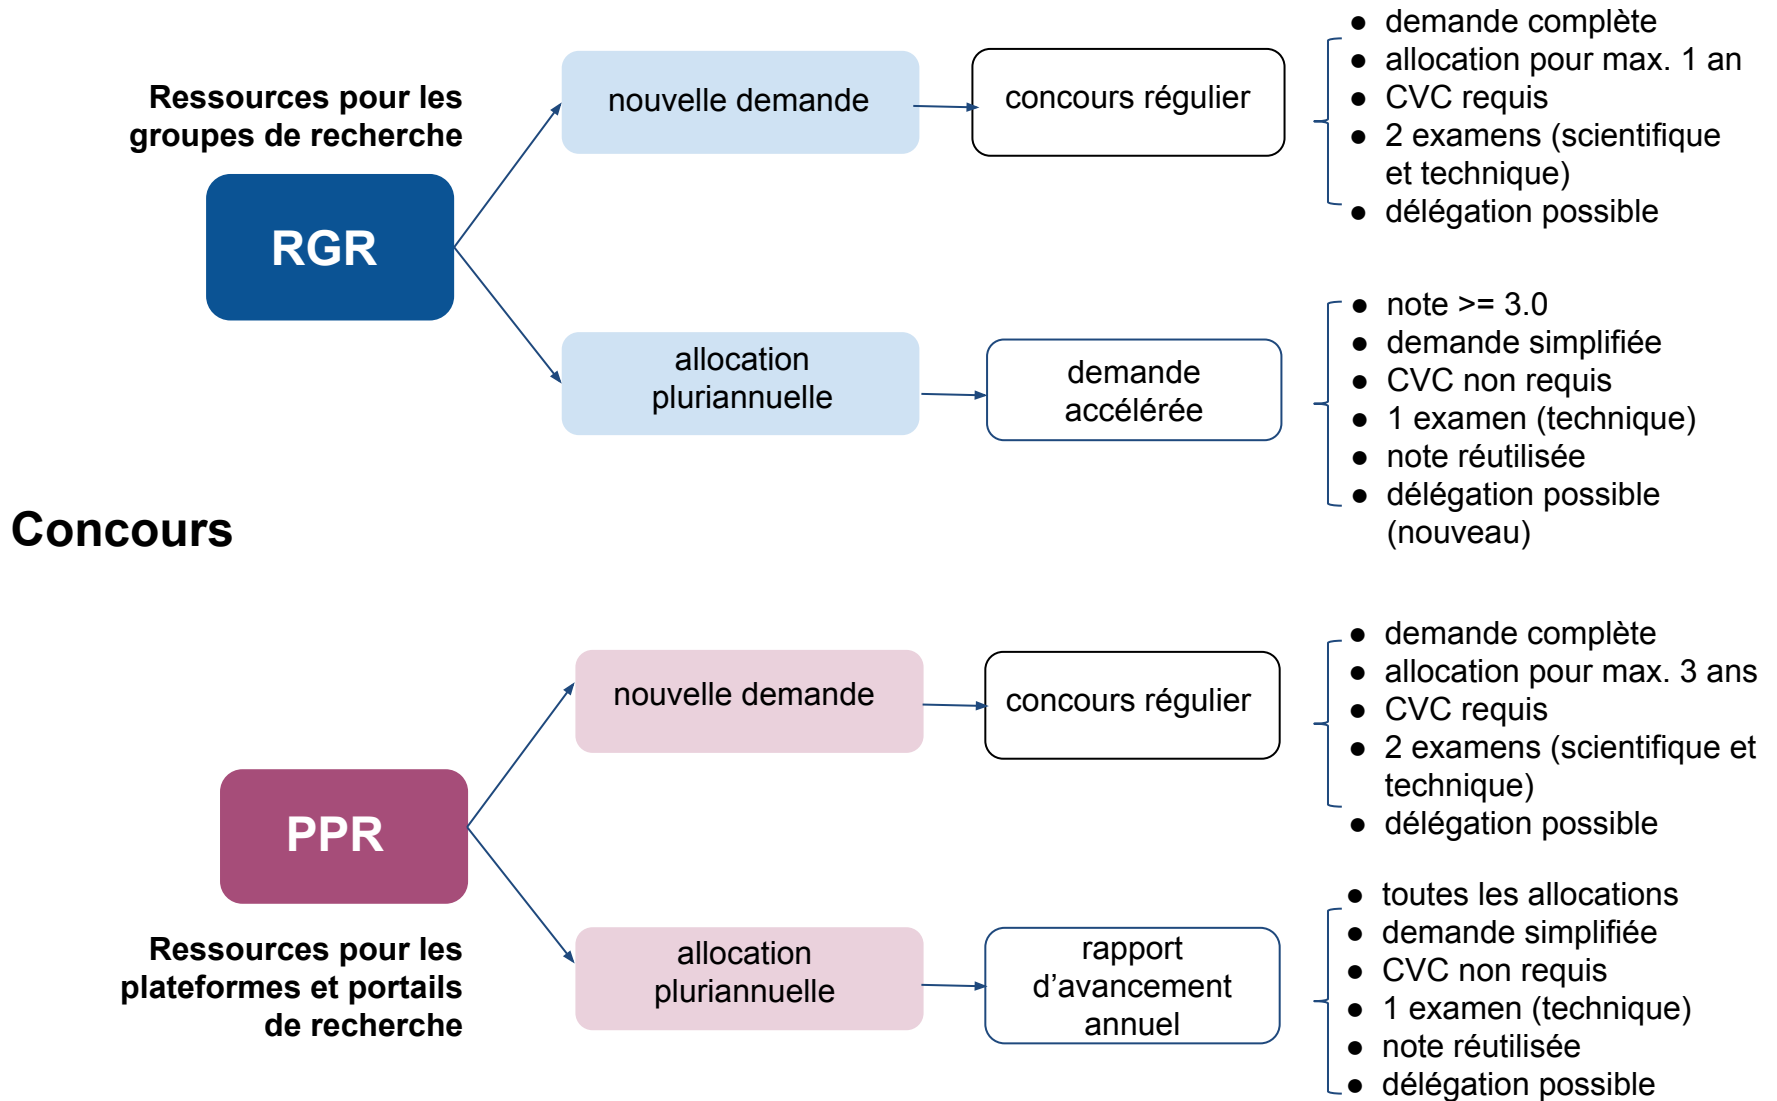 Concours
Ressources pour les
groupes de recherche
RGR
nouvelle demande
concours régulier
● demande complète
● allocation pour max. 1 an
● CVC requis
● 2 examens (scientifique
et technique)
● délégation possible
allocation
pluriannuelle
demande
accélérée
● note >= 3.0
● demande simplifiée
● CVC non requis
● 1 examen (technique)
● note réutilisée
● délégation possible
(nouveau)
PPR
Ressources pour les
plateformes et portails
de recherche
nouvelle demande
concours régulier
● demande complète
● allocation pour max. 3 ans
● CVC requis
● 2 examens (scientifique et
technique)
● délégation possible
allocation
pluriannuelle
rapport
d’avancement
annuel
● toutes les allocations
● demande simplifiée
● CVC non requis
● 1 examen (technique)
● note réutilisée
● délégation possible